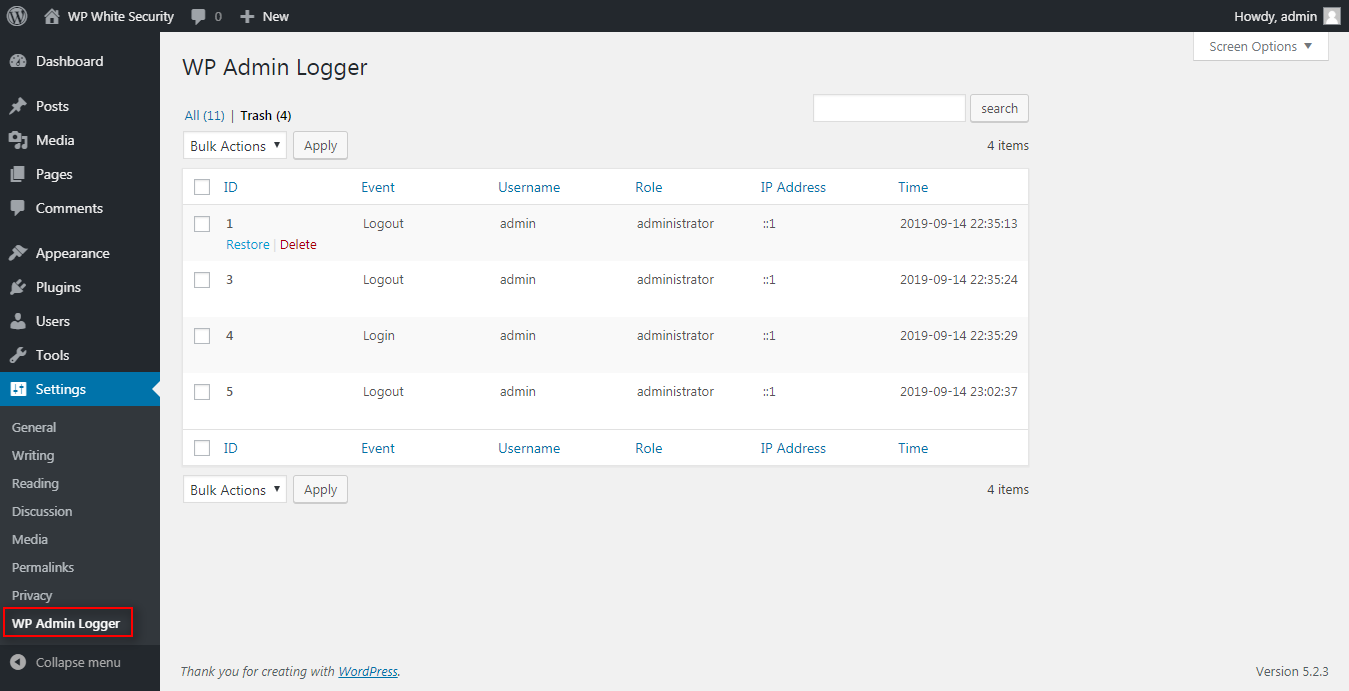 WP White Security 0 New Howdy, admin
Screen Options ▼
Dashboard
Posts
Media
Pages
Comments
Appearance
Plugins
Users
Tools
Settings
General
Writing
Reading
Discussion
Media
Permalinks
Privacy
WP Admin Logger
Collapse menu
WP Admin Logger
All (11) | Trash (4)
search
Bulk Actions ▼ Apply 4 items
ID Event Username Role IP Address Time
1 Logout admin administrator ::1 2019-09-14 22:35:13
Restore | Delete
3 Logout admin administrator ::1 2019-09-14 22:35:24
4 Login admin administrator ::1 2019-09-14 22:35:29
5 Logout admin administrator ::1 2019-09-14 23:02:37
ID Event Username Role IP Address Time
Bulk Actions ▼ Apply 4 items
Thank you for creating with WordPress. Version 5.2.3